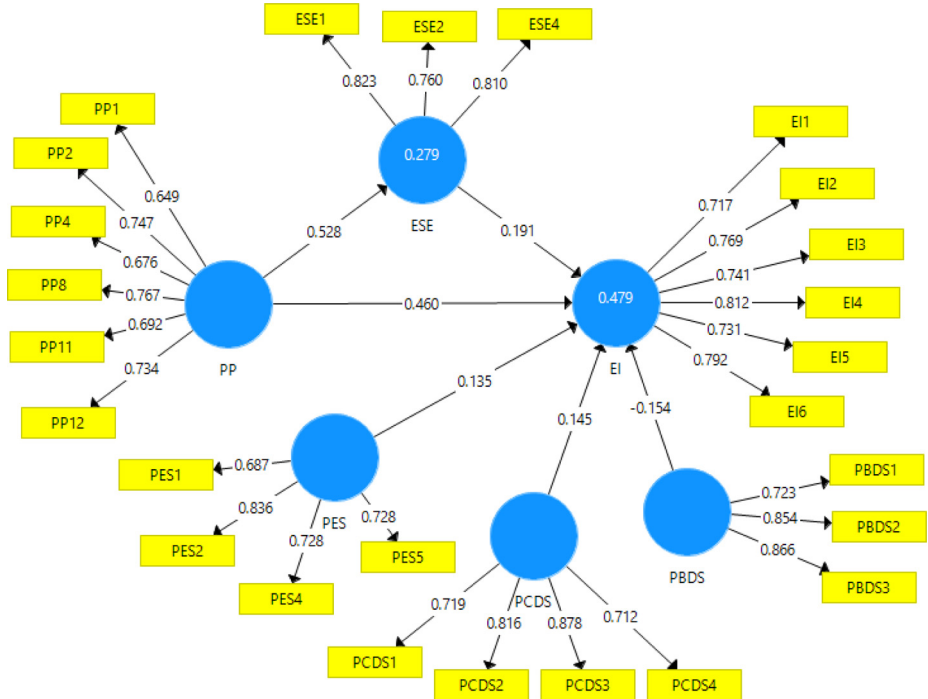 ESE1
ESE2
ESE4
0.823
0.760
0.810
PP1
PP2
PP4
PP8
PP11
PP12
0.649
0.747
0.676
0.767
0.692
0.734
PP
0.279
ESE
0.528
0.191
0.460
0.479
EI
EI1
EI2
EI3
EI4
EI5
EI6
0.717
0.769
0.741
0.812
0.731
0.792
0.135
0.145
-0.154
PES
PES1
PES2
PES4
PES5
0.687
0.836
0.728
0.728
PCDS
0.719
0.816
0.878
0.712
PCDS1
PCDS2
PCDS3
PCDS4
PBDS
0.723
0.854
0.866
PBDS1
PBDS2
PBDS3